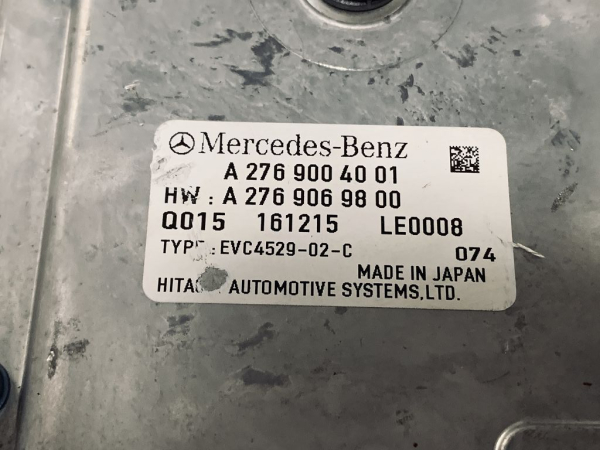 Mercedes-Benz
A 276 900 40 01
HW : A 276 906 98 00
Q015 161215 LE0008
TYPE : EVC4529-02-C 074
MADE IN JAPAN
AUTOMOTIVE SYSTEMS,LTD.